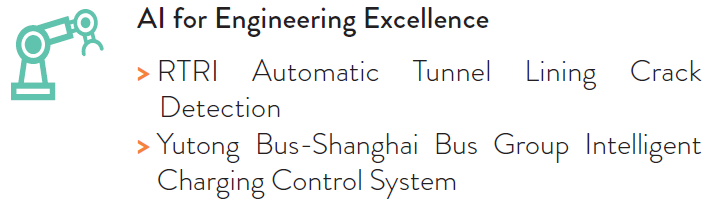 AI for Engineering Excellence
> RTRI Automatic Tunnel Lining Crack
Detection
> Yutong Bus-Shanghai Bus Group Intelligent
Charging Control System